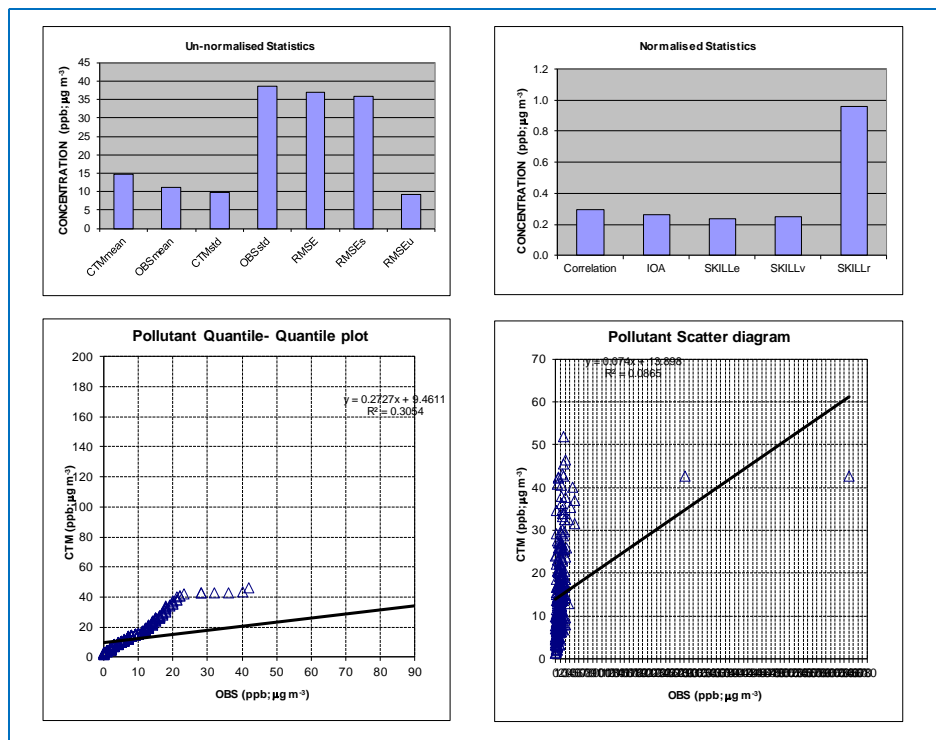 Un-normalised Statistics
CONCENTRATION (ppb; µg m-3)
45
40
35
30
25
20
15
10
5
0
CTMmean
OBSmean
CTMstd
OBSstd
RMSE
RMSEs
RMSEu
Normalised Statistics
CONCENTRATION (ppb; µg m-3)
1.2
1.0
0.8
0.6
0.4
0.2
0.0
Correlation
IOA
SKILLe
SKILLv
SKILLr
Pollutant Quantile- Quantile plot
CTM (ppb; µg m-3)
200
180
160
140
120
100
80
60
40
20
0
y = 0.2727x + 9.4611
R² = 0.3054
0 10 20 30 40 50 60 70 80 90
OBS (ppb; µg m-3)
Pollutant Scatter diagram
CTM (ppb; µg m-3)
70
60
50
40
30
20
10
0
y = 0.074x + 13.898
R² = 0.0865
OBS (ppb; µg m-3)